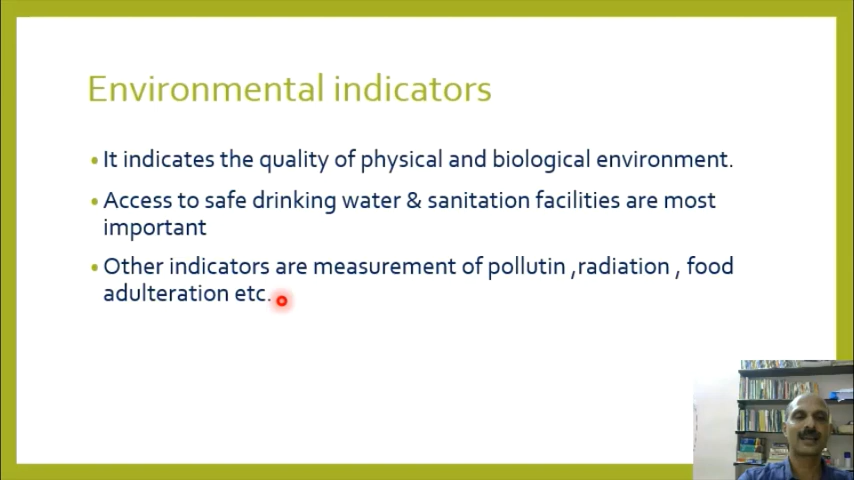 Environmental indicators
• It indicates the quality of physical and biological environment.
• Access to safe drinking water & sanitation facilities are most
important
• Other indicators are measurement of pollutin ,radiation , food
adulteration etc.